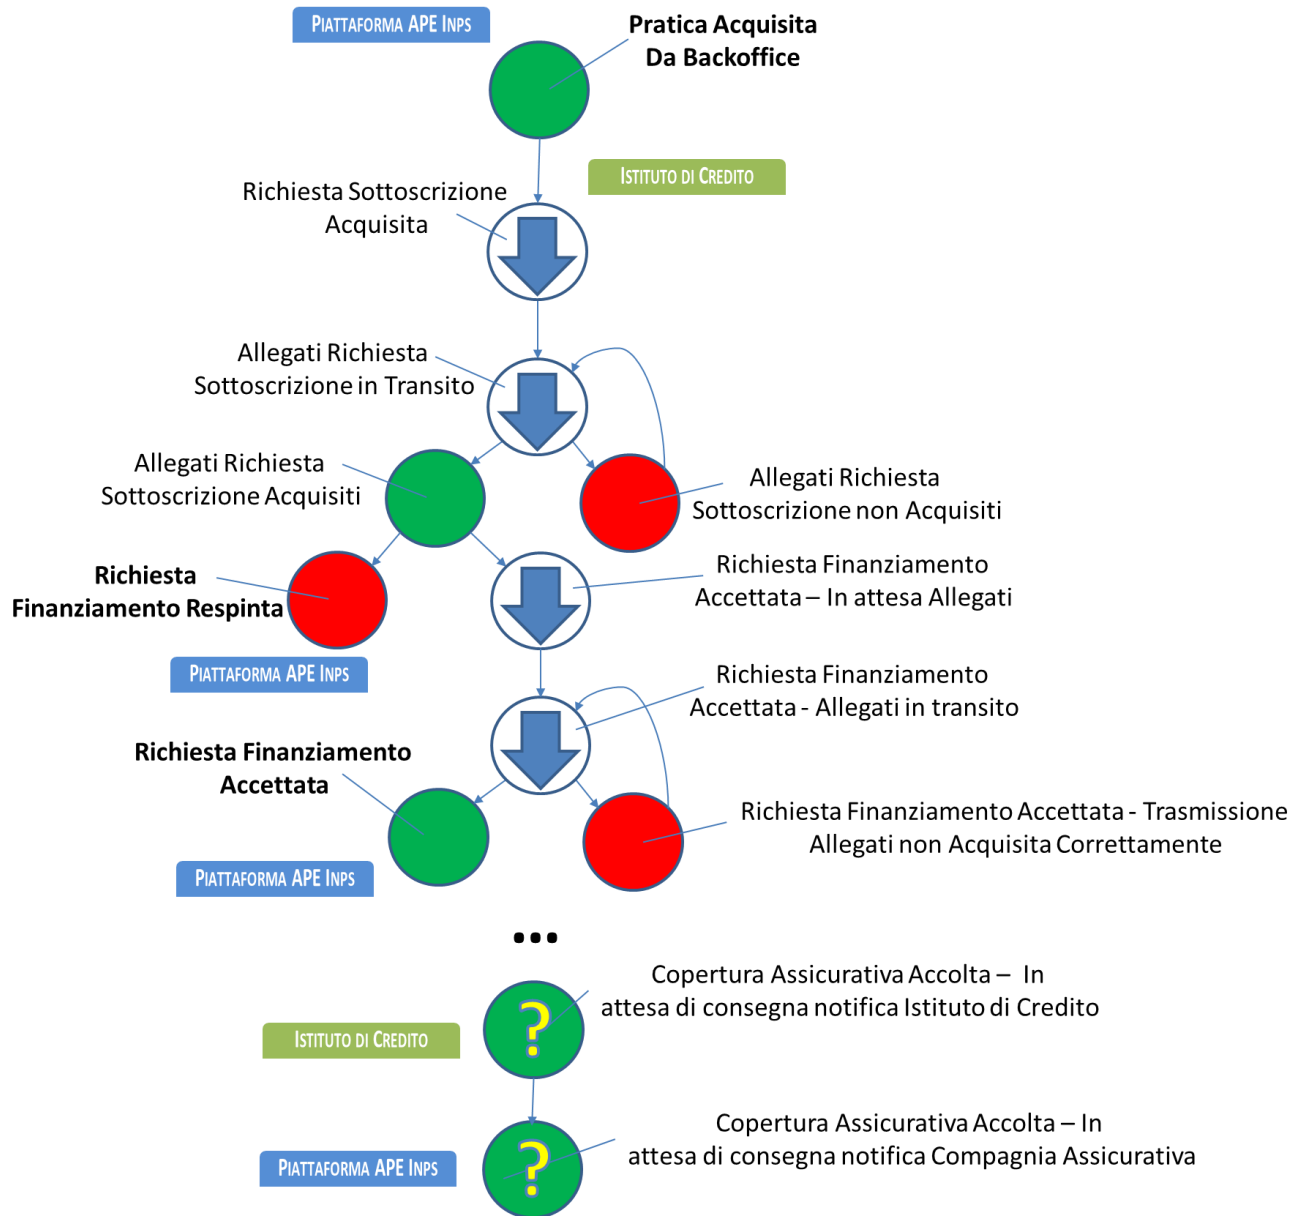 PIATTAFORMA APE INPS
Pratica Acquisita
Da Backoffice
ISTITUTO DI CREDITO
Richiesta Sottoscrizione
Acquisita
Allegati Richiesta
Sottoscrizione in Transito
Allegati Richiesta
Sottoscrizione Acquisiti
Allegati Richiesta
Sottoscrizione non Acquisiti
Richiesta
Finanziamento Respinta
PIATTAFORMA APE INPS
Richiesta Finanziamento
Accettata – In attesa Allegati
Richiesta Finanziamento
Accettata - Allegati in transito
Richiesta Finanziamento
Accettata
PIATTAFORMA APE INPS
Richiesta Finanziamento Accettata - Trasmissione
Allegati non Acquisita Correttamente
...
Copertura Assicurativa Accolta – In
attesa di consegna notifica Istituto di Credito
?
ISTITUTO DI CREDITO
Copertura Assicurativa Accolta – In
attesa di consegna notifica Compagnia Assicurativa
?
PIATTAFORMA APE INPS